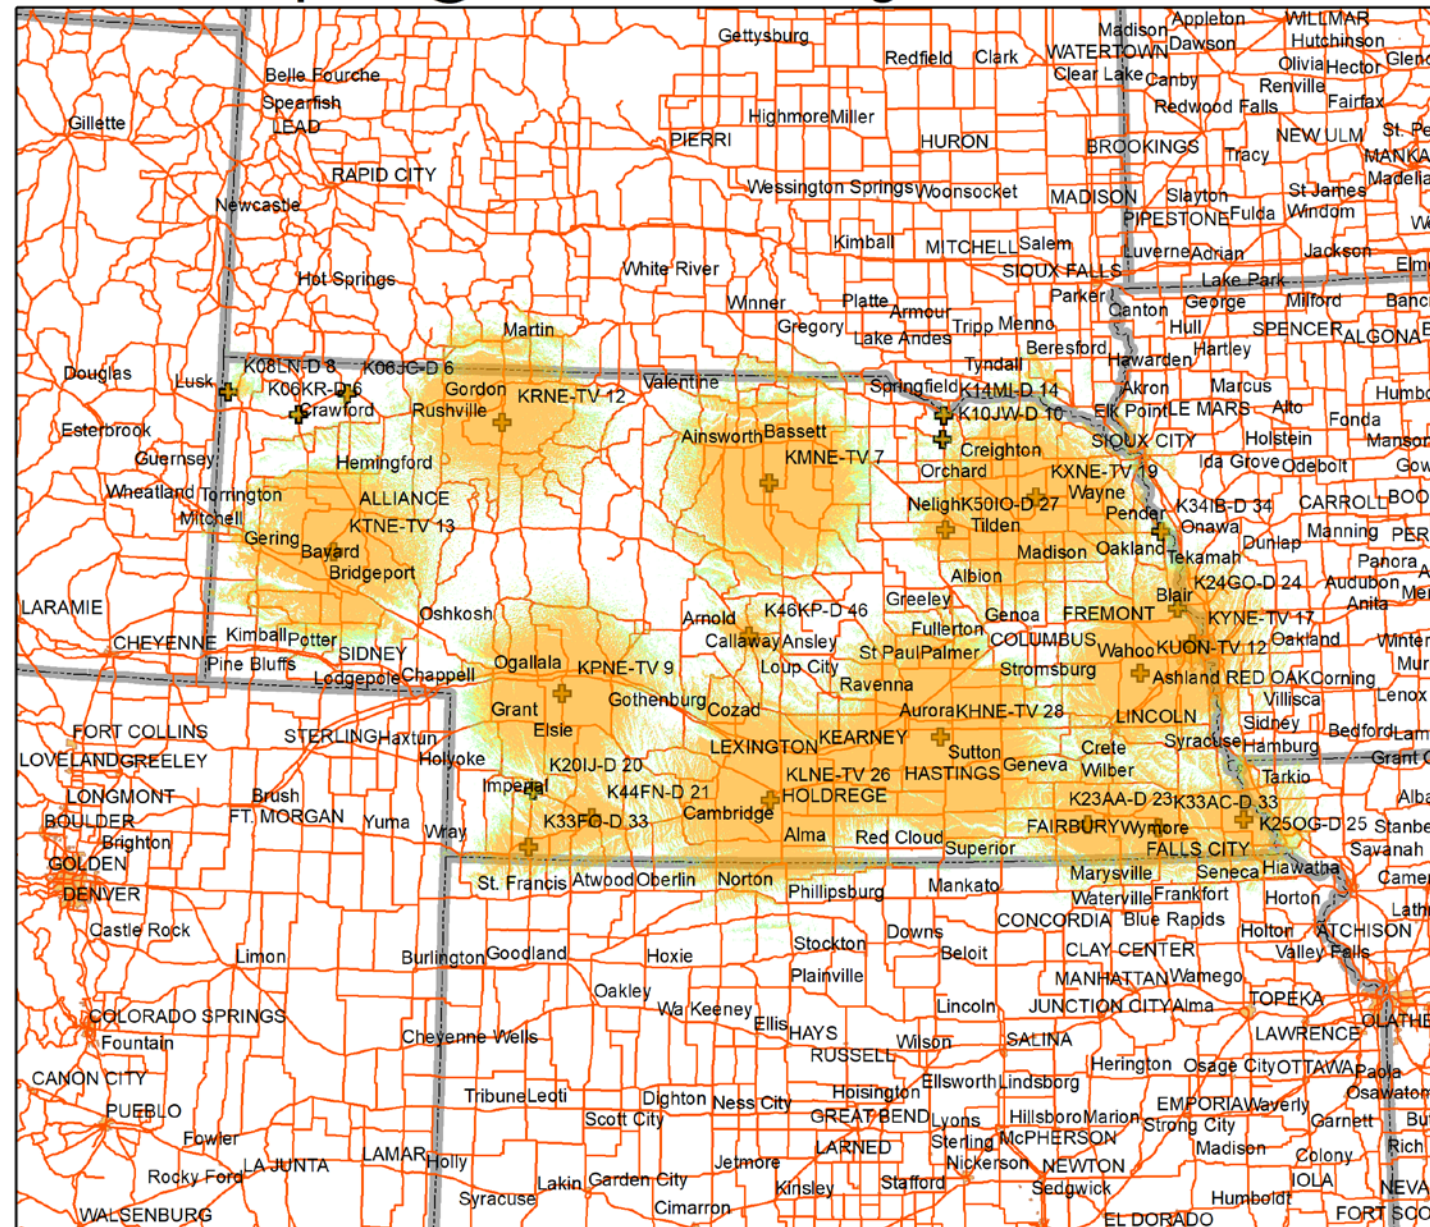 Appleton WILLMAR
Gettysburg Madison Dawson Hutchinson
Redfield Clark WATERTOWN Olivia Hector
Belle Fourche Clear Lake Canby Renville
Spearfish Redwood Falls Fairfax
Gillette LEAD Highmore Miller
PIERRI HURON BROOKINGS NEW ULM
Tracy
RAPID CITY Wessington Springs Woonsocket MADISON Slayton St James
Newcastle PIPESTONE Fulda Windom
Kimball MITCHELL Salem Luverne Adrian Jackson
Hot Springs White River SIOUX FALLS Lake Park
Winner Platte Armour Parker Canton George Milford
Martin Gregory Lake Andes Tripp Menno Hull SPENCER ALGONA
Beresford Hawarden Hartley
Douglas Lusk K08LN-D 8 K06JC-D 6 Tyndall
K06KR-D 6 Gordon KRNE-TV 12 Valentine Springfield K14MI-D 14 Akron Marcus
Crawford Rushville K10JW-D 10 Elk Point LE MARS Alto Fonda
Esterbrook Ainsworth Bassett SIOUX CITY Holstein
Guernsey Hemingford KMNE-TV 7 Creighton Ida Grove Odebolt
Orchard KXNE-TV 19
Wheatland Torrington ALLIANCE Neligh K50IO-D 27 Wayne K34IB-D 34 CARROLL
Mitchell KTNE-TV 13 Tilden Pender Onawa Manning
Gering Bayard Madison Oakland Tekamah Dunlap Panora
Bridgeport Albion K24GO-D 24 Audubon
LARAMIE Oshkosh Arnold K46KP-D 46 Greeley Genoa FREMONT Blair KYNE-TV 17 Anita
CHEYENNE Kimball Potter Callaway Ansley Fullerton COLUMBUS Wahoo KUON-TV 12 Oakland
Pine Bluffs SIDNEY Ogallala KPNE-TV 9 Loup City St Paul Palmer Stromsburg Ashland RED OAK Corning
Lodgepole Chappell Gothenburg Cozad Ravenna Villisca Lenox
Grant Aurora KHNE-TV 28 LINCOLN Sidney
FORT COLLINS STERLING Haxtun Elsie LEXINGTON KEARNEY Sutton Crete Syracuse Hamburg Bedford
LOVELAND GREELEY Holyoke K20IJ-D 20 KLNE-TV 26 HASTINGS Geneva Wilber Tarkio
LONGMONT Brush Imperial K44FN-D 21 HOLDREGE K23AA-D 23 K33AC-D 33
BOULDER FT. MORGAN Yuma Wray K33FO-D 33 Cambridge Alma Red Cloud FAIRBURY Wymore K25OG-D 25
Brighton Superior FALLS CITY Savanah
GOLDEN St. Francis Atwood Oberlin Norton Marysville Seneca Hiawatha
DENVER Phillipsburg Mankato Waterville Frankfort Horton
Castle Rock Stockton Downs CONCORDIA Blue Rapids Holton ATCHISON
Limon Burlington Goodland Hoxie Beloit CLAY CENTER Valley Falls
Plainville MANHATTAN Wamego
Oakley Wa Keeney Lincoln JUNCTION CITY Alma TOPEKA
COLORADO SPRINGS Ellis HAYS Wilson SALINA LAWRENCE
Fountain Cheyenne Wells RUSSELL Herington Osage City OTTAWA Paola
CANON CITY Tribune Leoti Dighton Ness City Hoisington Ellsworth Lindsborg
PUEBLO Scott City GREAT BEND Lyons Hillsboro Marion EMPORIA Waverly Garnett
Fowler LARNED Sterling McPHERSON Strong City Madison Colony
LA JUNTA LAMAR Holly Jetmore Nickerson NEWTON
Rocky Ford Syracuse Lakin Garden City Kinsley Stafford Sedgwick Humboldt IOLA
WALSENBURG Cimarron EL DORADO